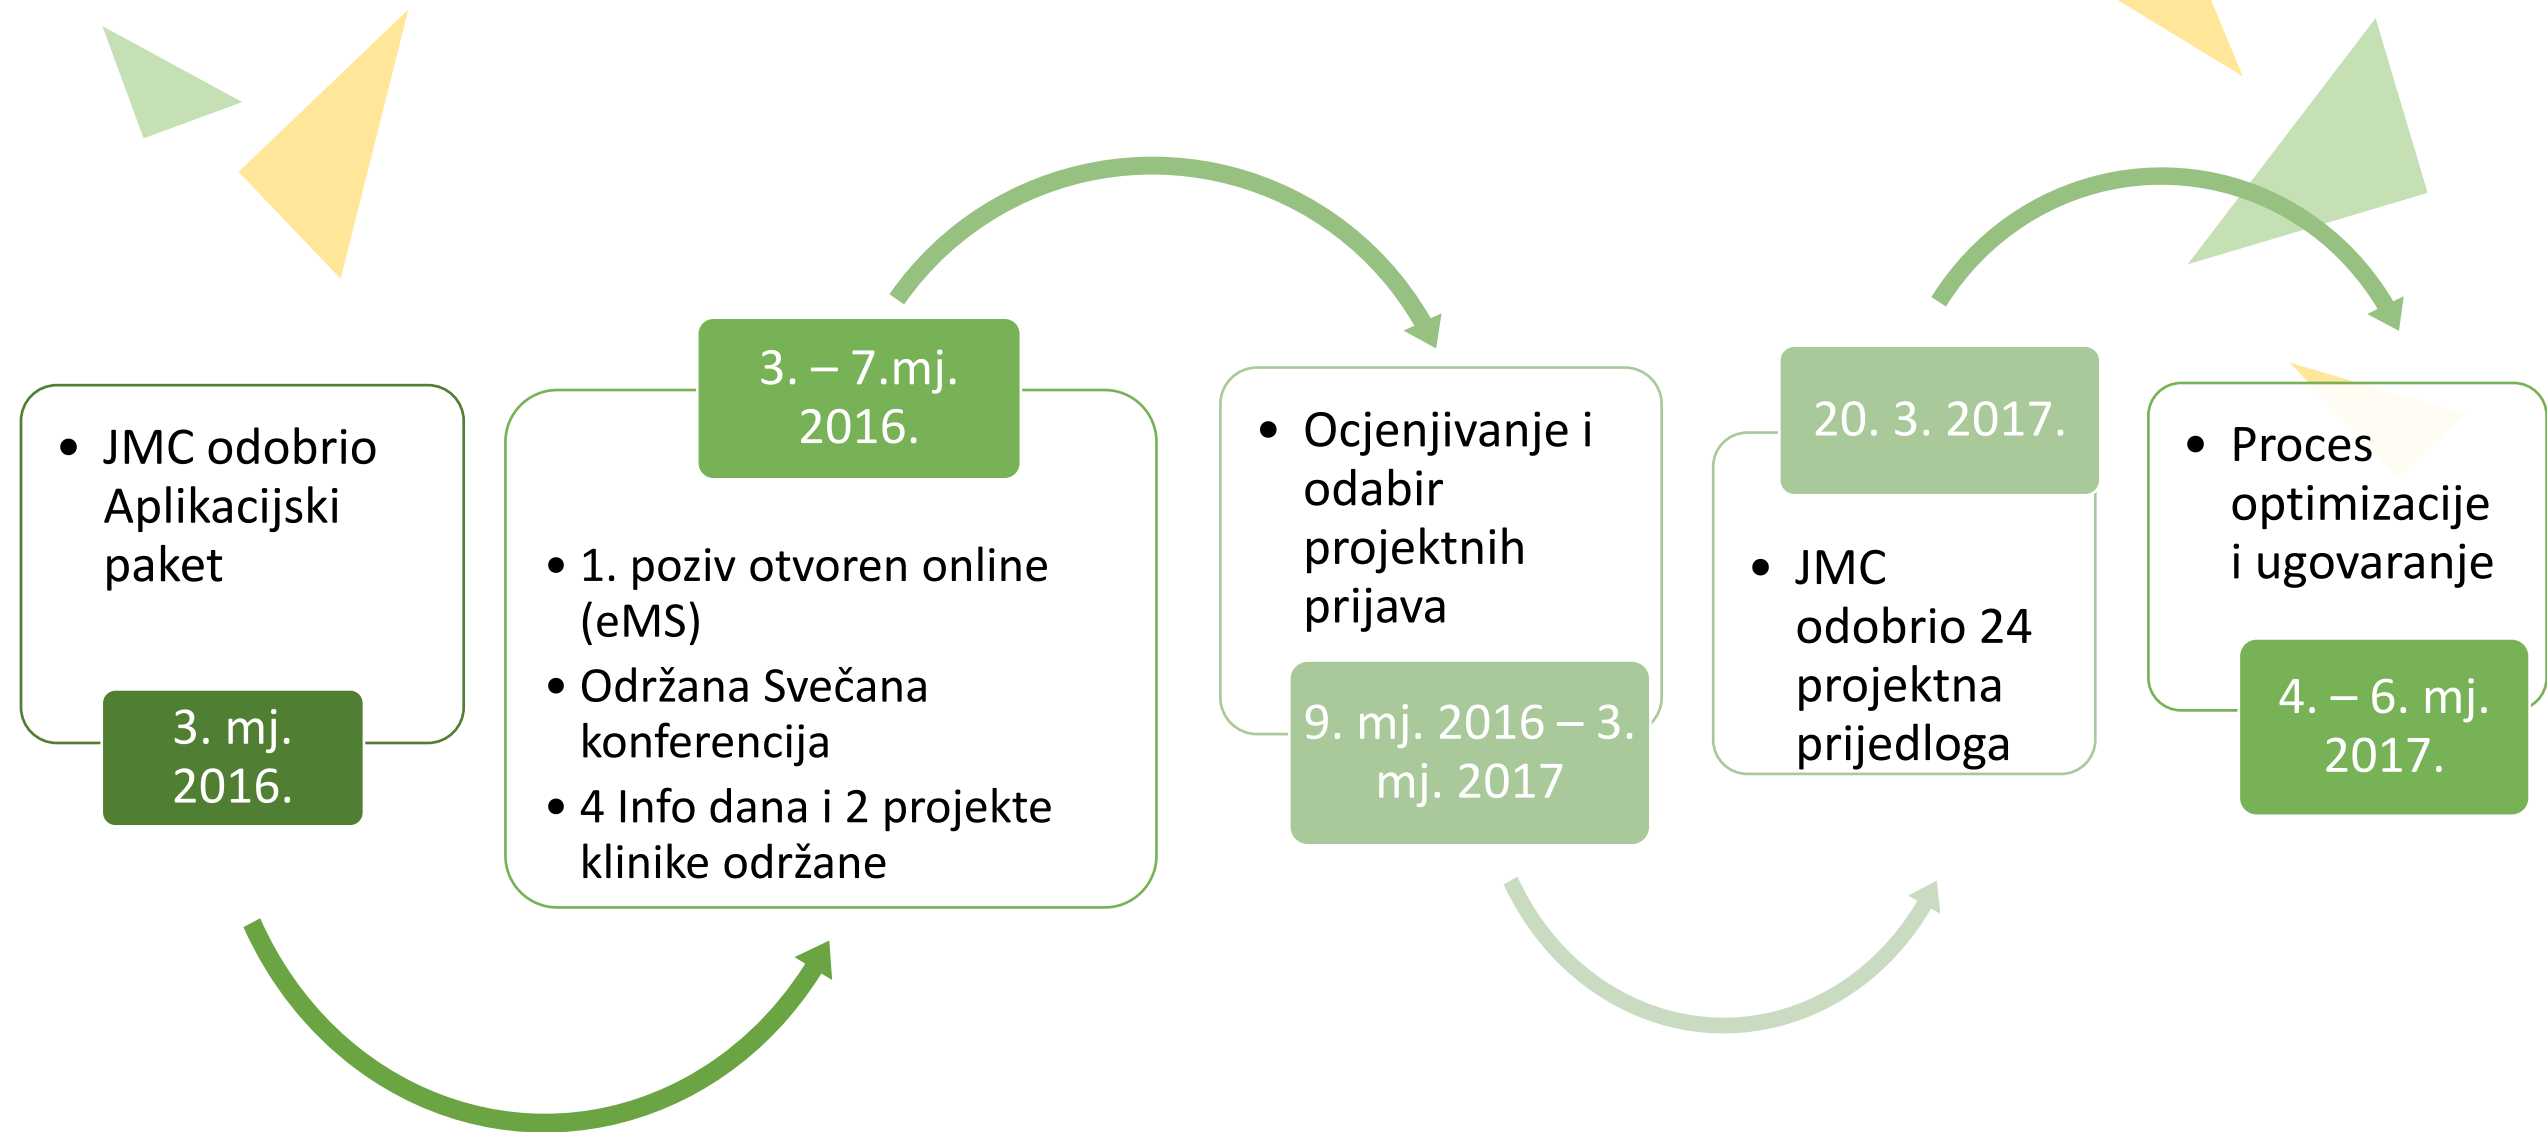 • JMC odobrio
Aplikacijski
paket
3. mj.
2016.
3. – 7.mj.
2016.
• 1. poziv otvoren online
(eMS)
• Održana Svečana
konferencija
• 4 Info dana i 2 projekte
klinike održane
• Ocjenjivanje i
odabir
projektnih
prijava
9. mj. 2016 – 3.
mj. 2017
20. 3. 2017.
• JMC
odobrio 24
projektna
prijedloga
• Proces
optimizacije
i ugovaranje
4. – 6. mj.
2017.